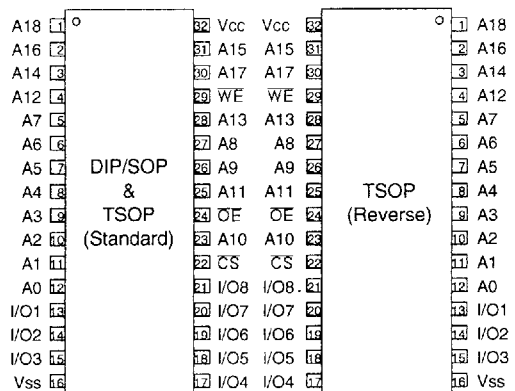 A18 1 32 Vcc Vcc 32 1 A18
A16 2 31 A15 A15 31 2 A16
A14 3 30 A17 A17 30 3 A14
A12 4 29 WE WE 29 4 A12
A7 5 28 A13 A13 28 5 A7
A6 6 27 A8 A8 27 6 A6
A5 7 DIP/SOP 26 A9 A9 26 7 A5
A4 8 & 25 A11 A11 25 TSOP 8 A4
A3 9 TSOP 24 OE OE 24 (Reverse) 9 A3
A2 10 (Standard) 23 A10 A10 23 10 A2
A1 11 22 CS CS 22 11 A1
A0 12 21 I/O8 I/O8 21 12 A0
I/O1 13 20 I/O7 I/O7 20 13 I/O1
I/O2 14 19 I/O6 I/O6 19 14 I/O2
I/O3 15 18 I/O5 I/O5 18 15 I/O3
Vss 16 17 I/O4 I/O4 17 16 Vss